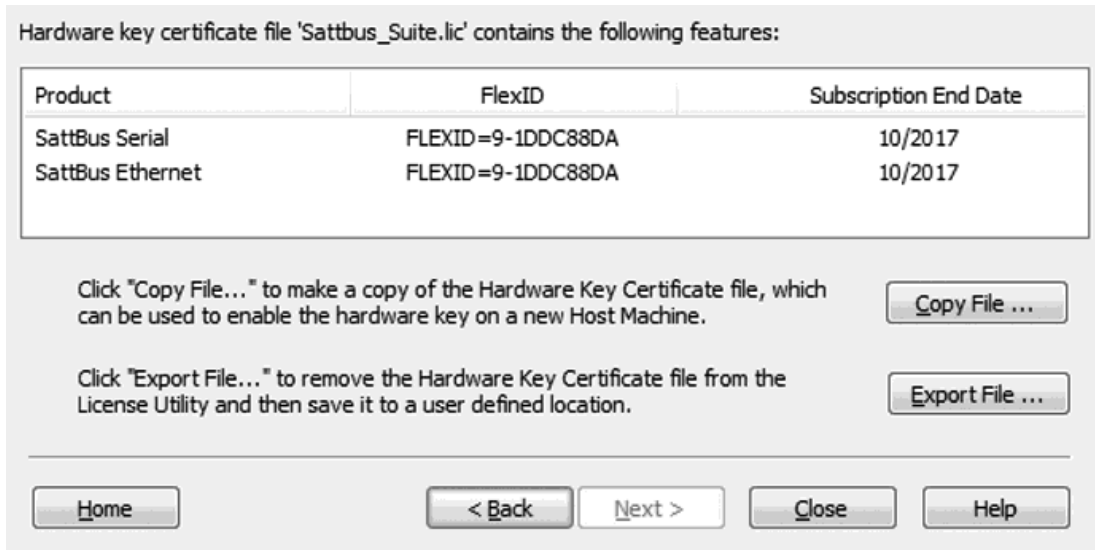 Hardware key certificate file 'Sattbus_Suite.lic' contains the following features:
Product FlexID Subscription End Date
SattBus Serial FLEXID=9-1DDC88DA 10/2017
SattBus Ethernet FLEXID=9-1DDC88DA 10/2017
Click "Copy File..." to make a copy of the Hardware Key Certificate file, which
can be used to enable the hardware key on a new Host Machine.
Copy File ...
Click "Export File..." to remove the Hardware Key Certificate file from the
License Utility and then save it to a user defined location.
Export File ...
Home < Back Next > Close Help